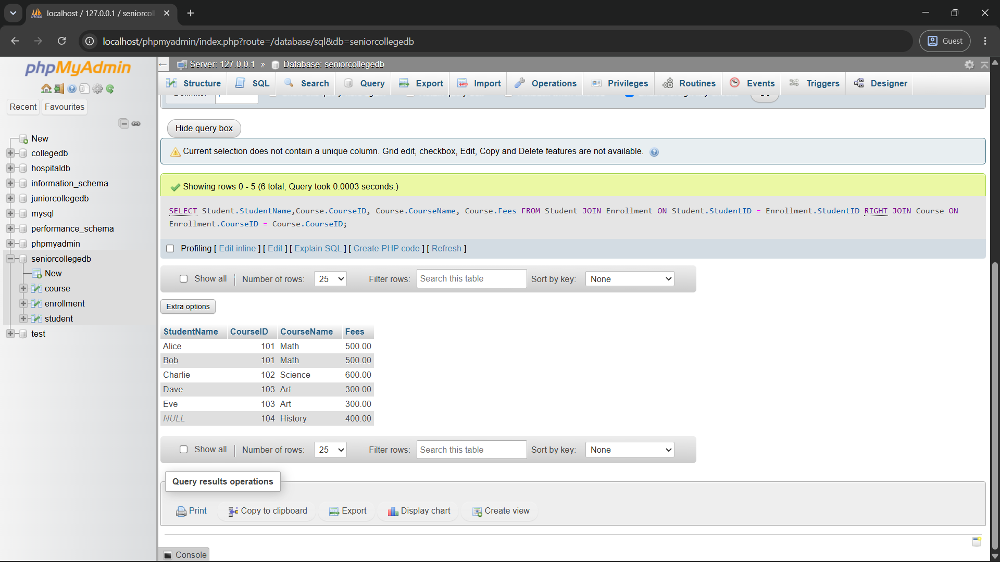 localhost / 127.0.0.1 / seniorcoll
localhost/phpmyadmin/index.php?route=/database/sql&db=seniorcollegedb
Guest
phpMyAdmin
Recent
Favourites
New
collegedb
hospitaldb
information_schema
juniorcollegedb
mysql
performance_schema
phpmyadmin
seniorcollegedb
New
course
enrollment
student
test
Server: 127.0.0.1 » Database: seniorcollegedb
Structure SQL Search Query Export Import Operations Privileges Routines Events Triggers Designer
Hide query box
Current selection does not contain a unique column. Grid edit, checkbox, Edit, Copy and Delete features are not available.
Showing rows 0 - 5 (6 total, Query took 0.0003 seconds.)
SELECT Student.StudentName,Course.CourseID, Course.CourseName, Course.Fees FROM Student JOIN Enrollment ON Student.StudentID = Enrollment.StudentID RIGHT JOIN Course ON
Enrollment.CourseID = Course.CourseID;
Profiling [ Edit inline ] [ Edit ] [ Explain SQL ] [ Create PHP code ] [ Refresh ]
Show all | Number of rows: 25 Filter rows: Search this table Sort by key: None
Extra options
StudentName CourseID CourseName Fees
Alice 101 Math 500.00
Bob 101 Math 500.00
Charlie 102 Science 600.00
Dave 103 Art 300.00
Eve 103 Art 300.00
NULL 104 History 400.00
Show all | Number of rows: 25 Filter rows: Search this table Sort by key: None
Query results operations
Print Copy to clipboard Export Display chart Create view
Console